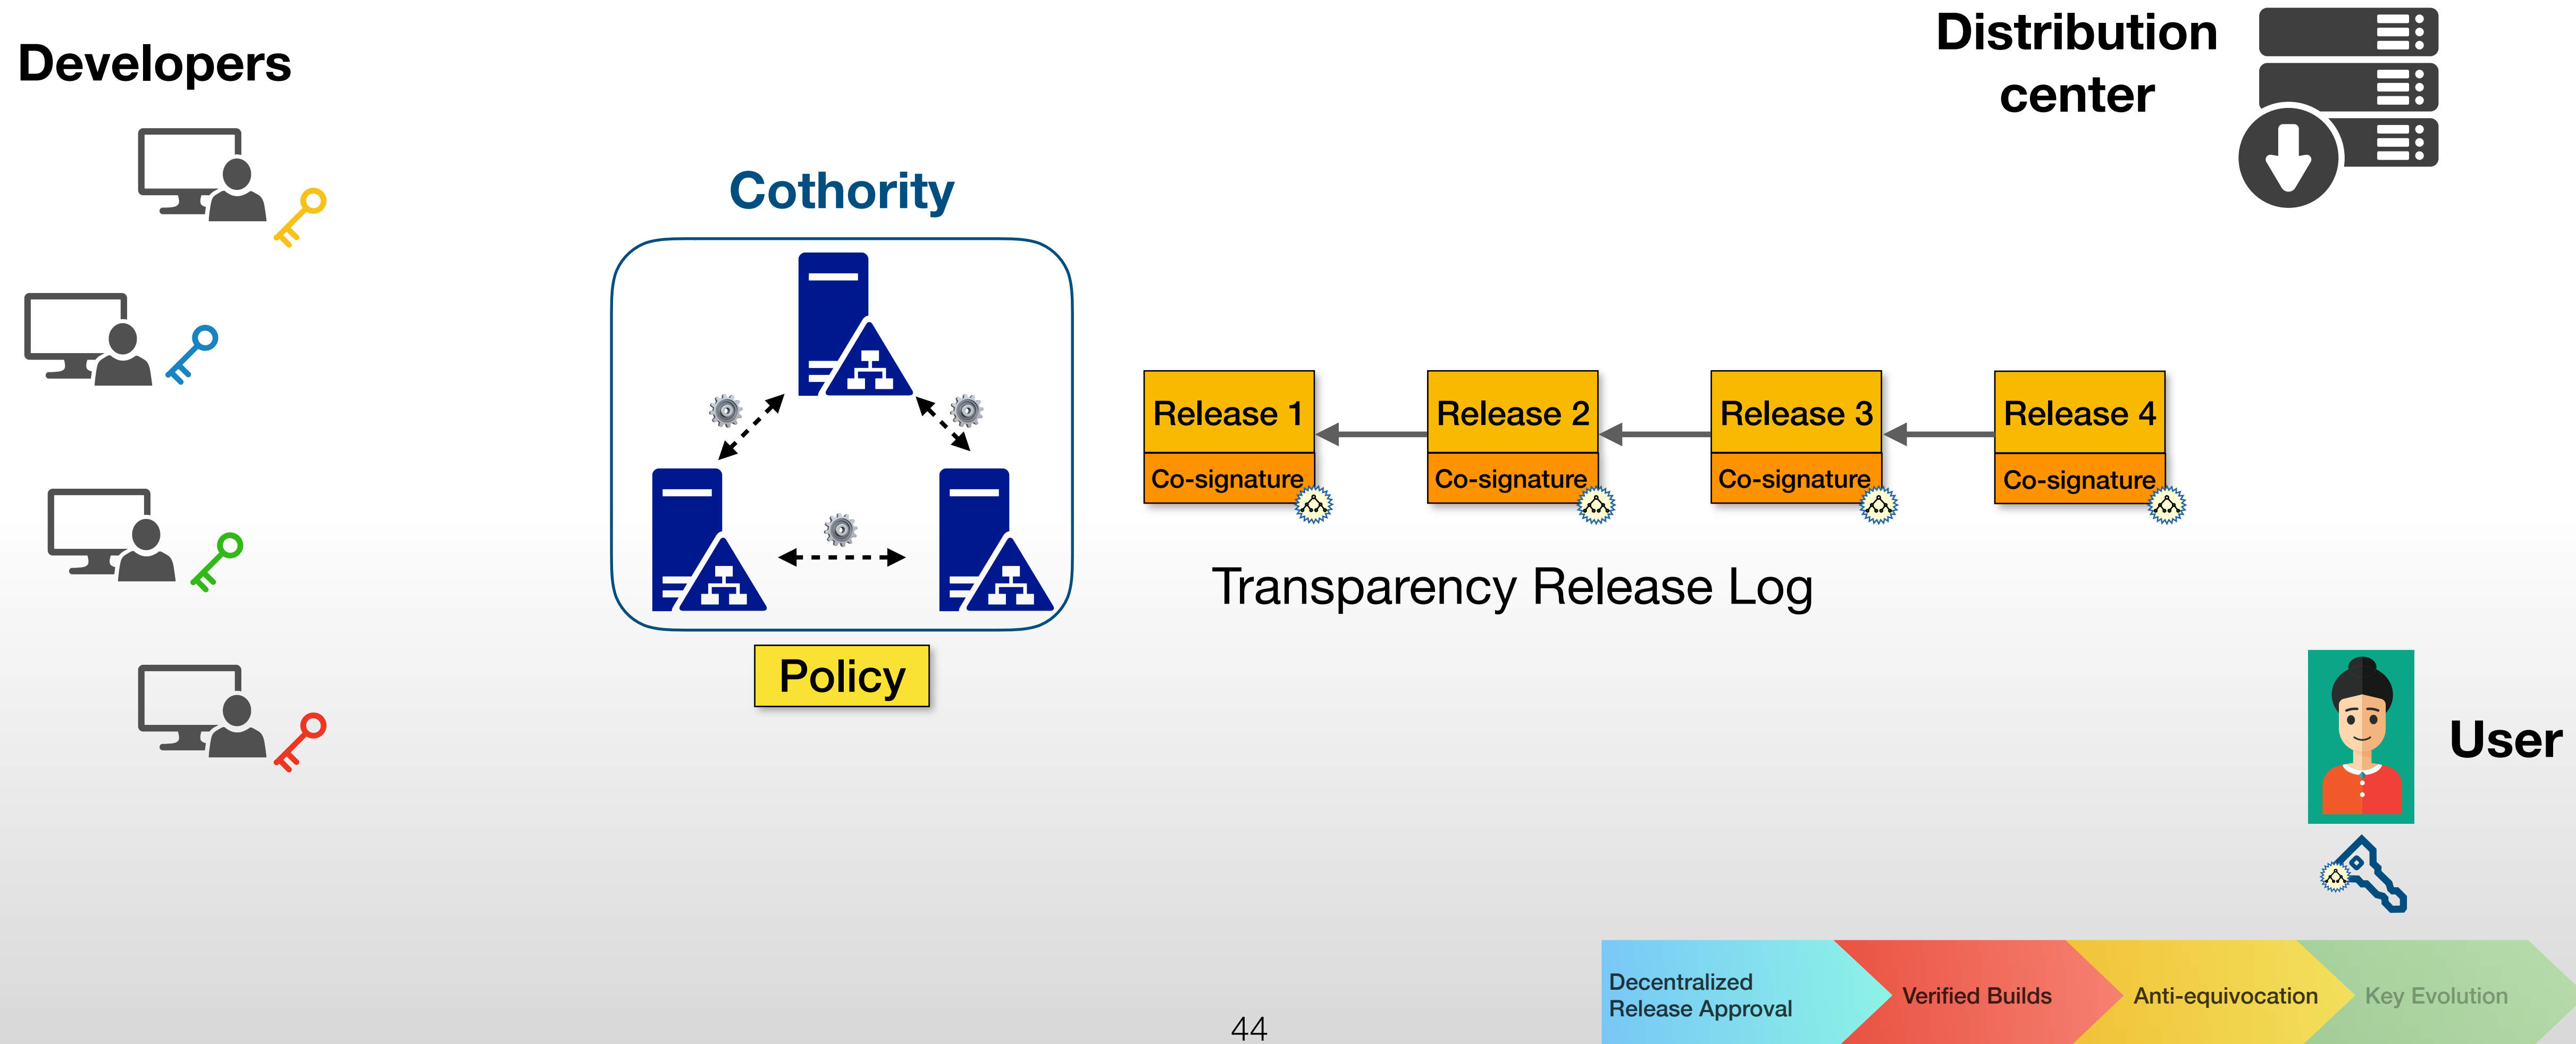 Developers
Distribution
center
Cothority
Release 1
Co-signature
Release 2
Co-signature
Release 3
Co-signature
Release 4
Co-signature
Transparency Release Log
Policy
User
Decentralized
Release Approval
Verified Builds
Anti-equivocation
Key Evolution
44